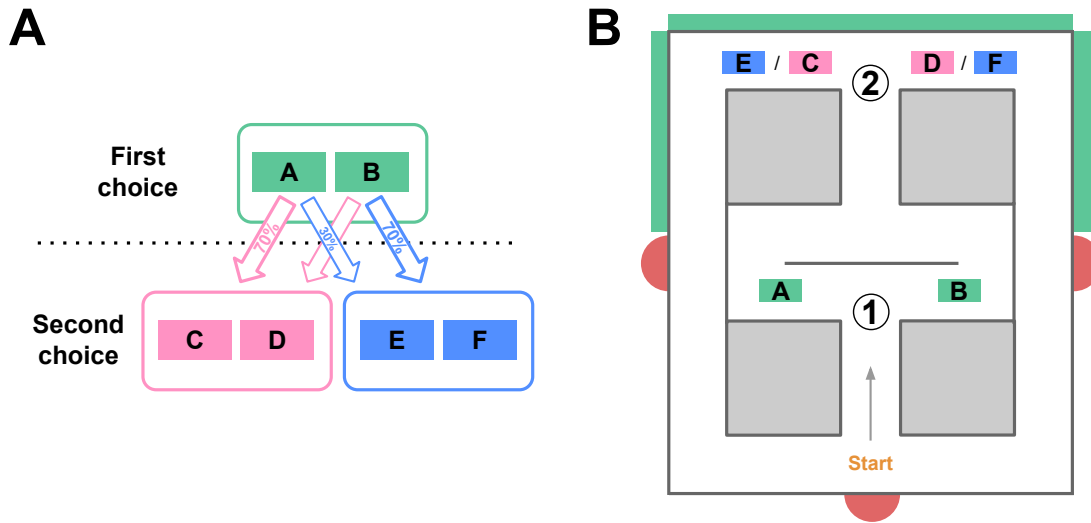 A
First
choice
A B
70% 30% 70%
Second
choice
C D E F
B
E / C D / F
2
A B
1
Start